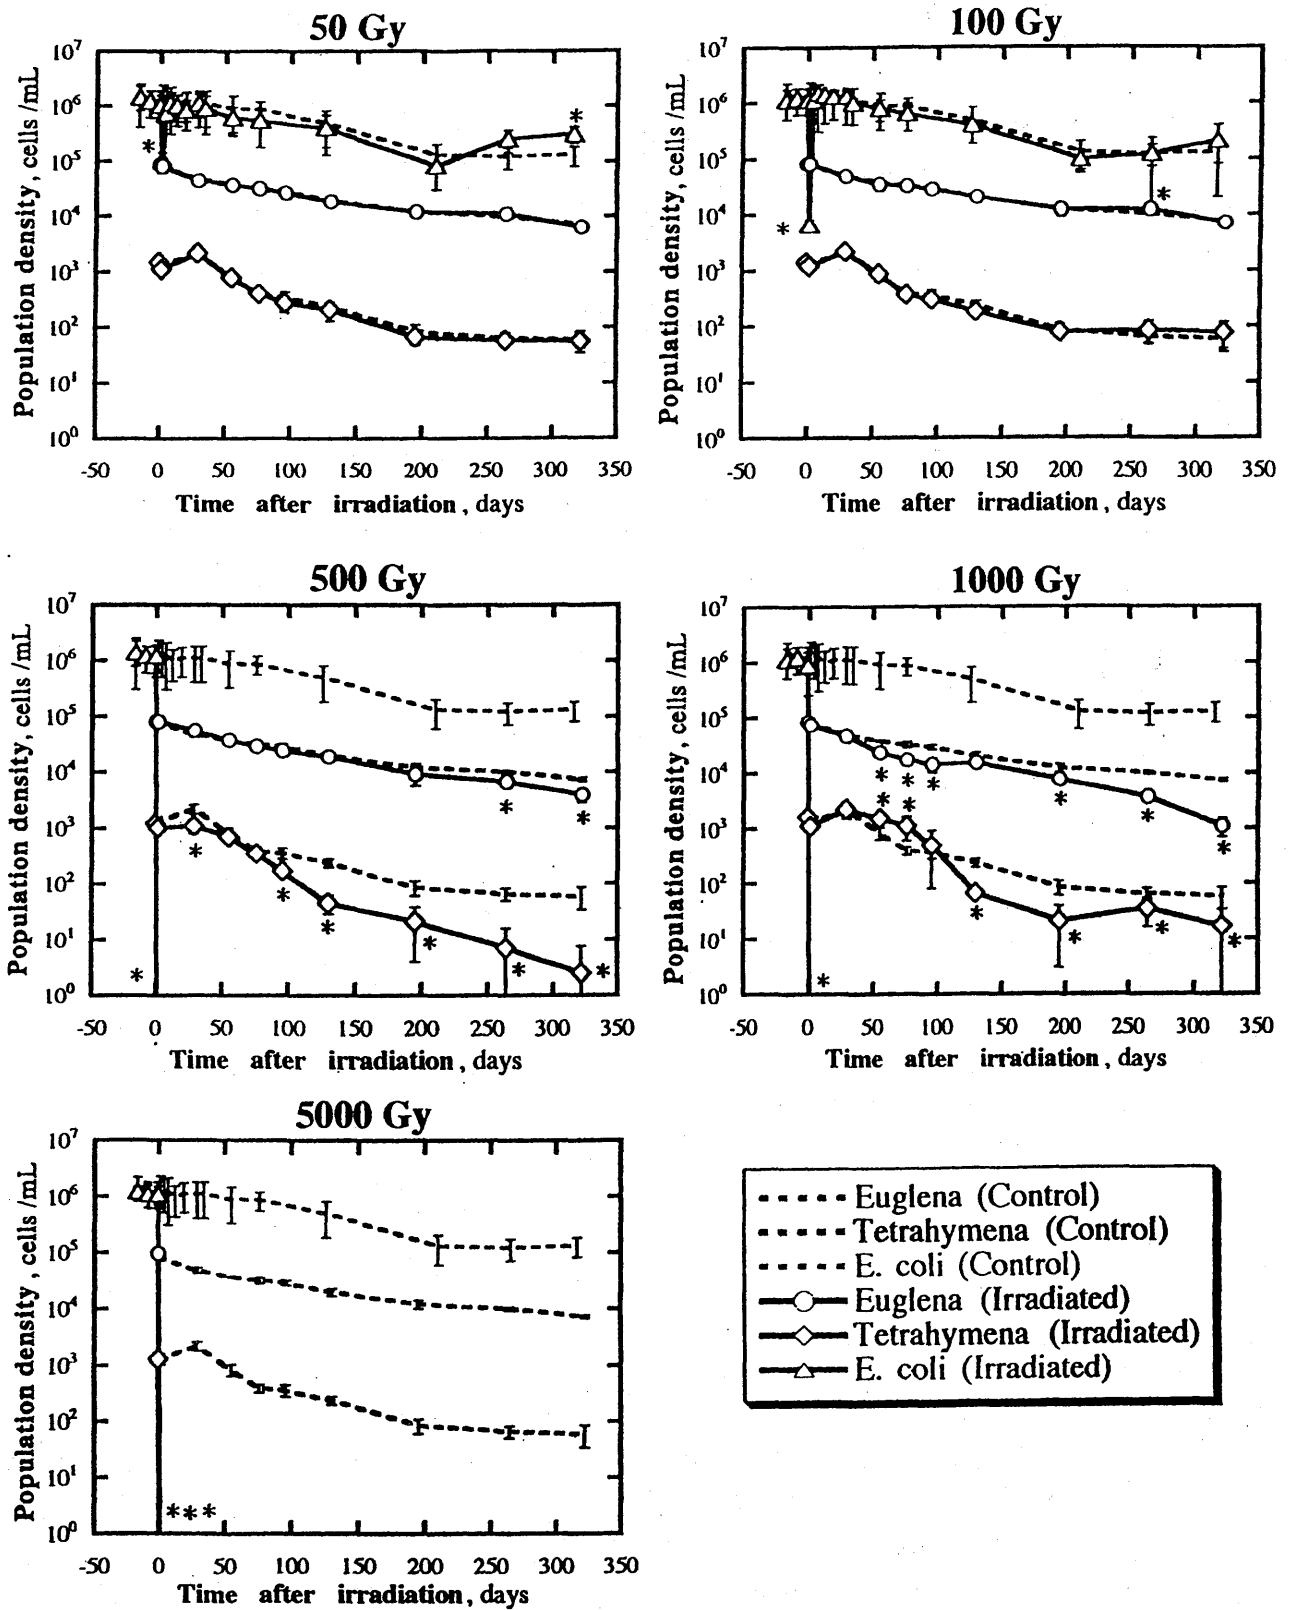 50 Gy
Population density, cells/mL
10⁷
10⁶
10⁵
10⁴
10³
10²
10¹
10⁰
*
*
-50 0 50 100 150 200 250 300 350
Time after irradiation, days
100 Gy
Population density, cells/mL
10⁷
10⁶
10⁵
10⁴
10³
10²
10¹
10⁰
*
*
-50 0 50 100 150 200 250 300 350
Time after irradiation, days
500 Gy
Population density, cells/mL
10⁷
10⁶
10⁵
10⁴
10³
10²
10¹
10⁰
* *
*
*
*
*
* * *
-50 0 50 100 150 200 250 300 350
Time after irradiation, days
1000 Gy
Population density, cells/mL
10⁷
10⁶
10⁵
10⁴
10³
10²
10¹
10⁰
* * *
* * * *
*
*
* * *
*
-50 0 50 100 150 200 250 300 350
Time after irradiation, days
5000 Gy
Population density, cells/mL
10⁷
10⁶
10⁵
10⁴
10³
10²
10¹
10⁰
***
-50 0 50 100 150 200 250 300 350
Time after irradiation, days
Euglena (Control)
Tetrahymena (Control)
E. coli (Control)
Euglena (Irradiated)
Tetrahymena (Irradiated)
E. coli (Irradiated)